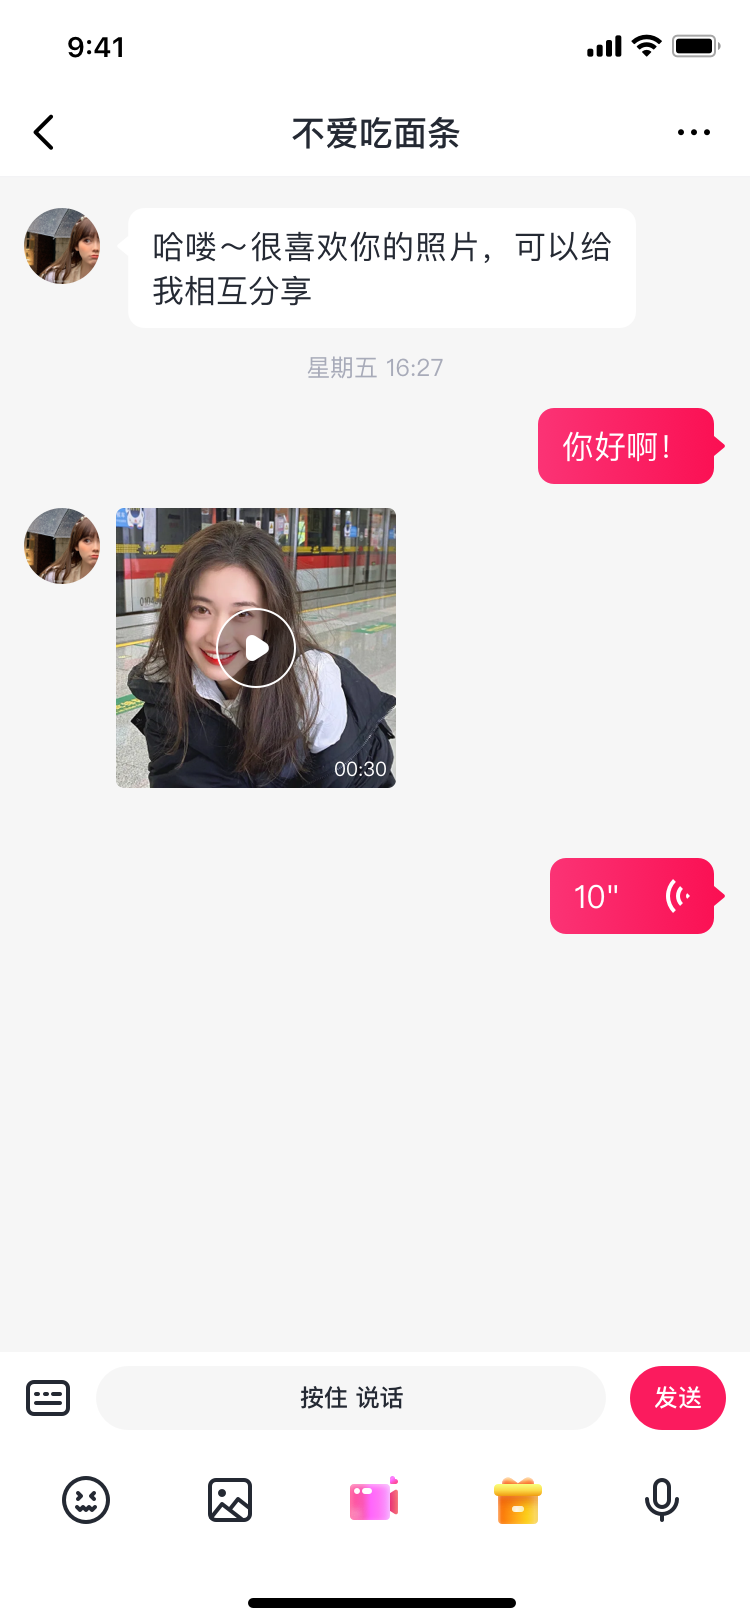 9:41
不爱吃面条
哈喽～很喜欢你的照片，可以给
我相互分享
星期五 16:27
你好啊！
00:30
10"
按住 说话
发送